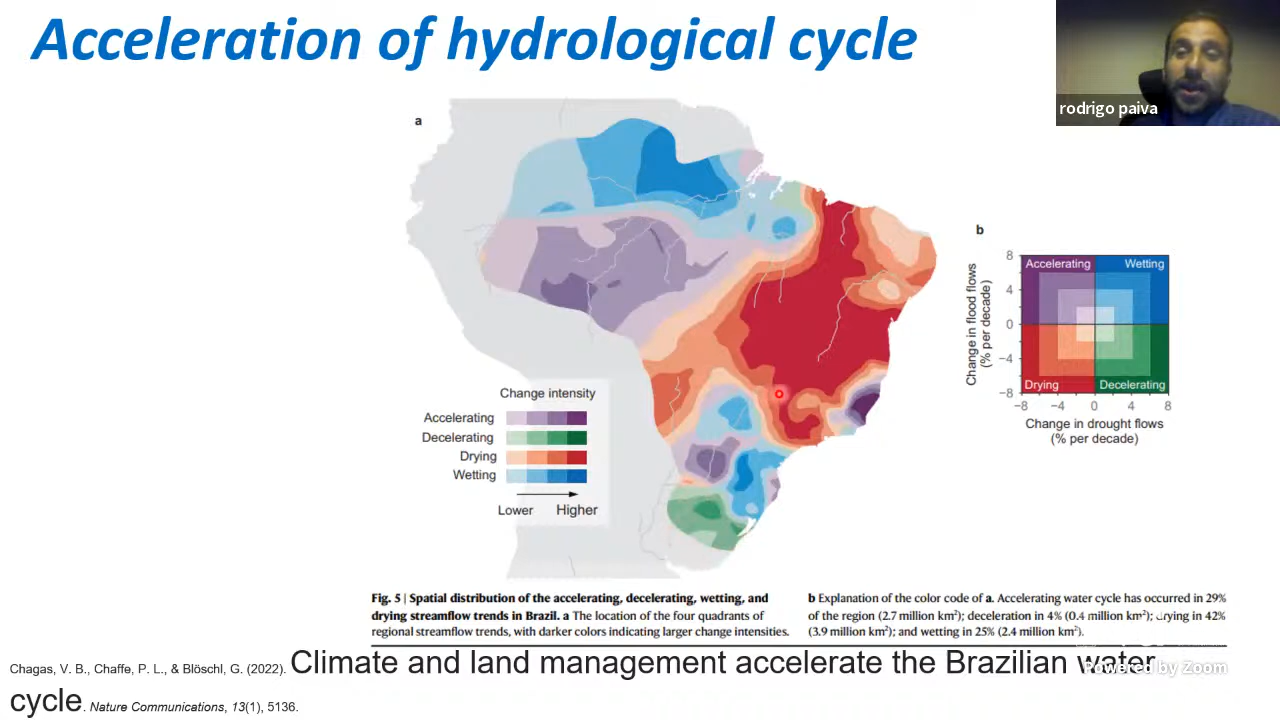 Acceleration of hydrological cycle
rodrigo paiva
a
b
8
4
0
−4
−8
Change in flood flows
(% per decade)
Accelerating
Wetting
Drying
Decelerating
−8
−4
0
4
8
Change in drought flows
(% per decade)
Change intensity
Accelerating
Decelerating
Drying
Wetting
Lower
Higher
Fig. 5 | Spatial distribution of the accelerating, decelerating, wetting, and
drying streamflow trends in Brazil. a The location of the four quadrants of
regional streamflow trends, with darker colors indicating larger change intensities.
b Explanation of the color code of a. Accelerating water cycle has occurred in 29%
of the region (2.7 million km²); deceleration in 4% (0.4 million km²); drying in 42%
(3.9 million km²); and wetting in 25% (2.4 million km²).
Chagas, V. B., Chaffe, P. L., & Blöschl, G. (2022). Climate and land management accelerate the Brazilian water
cycle. Nature Communications, 13(1), 5136.
Powered by Zoom